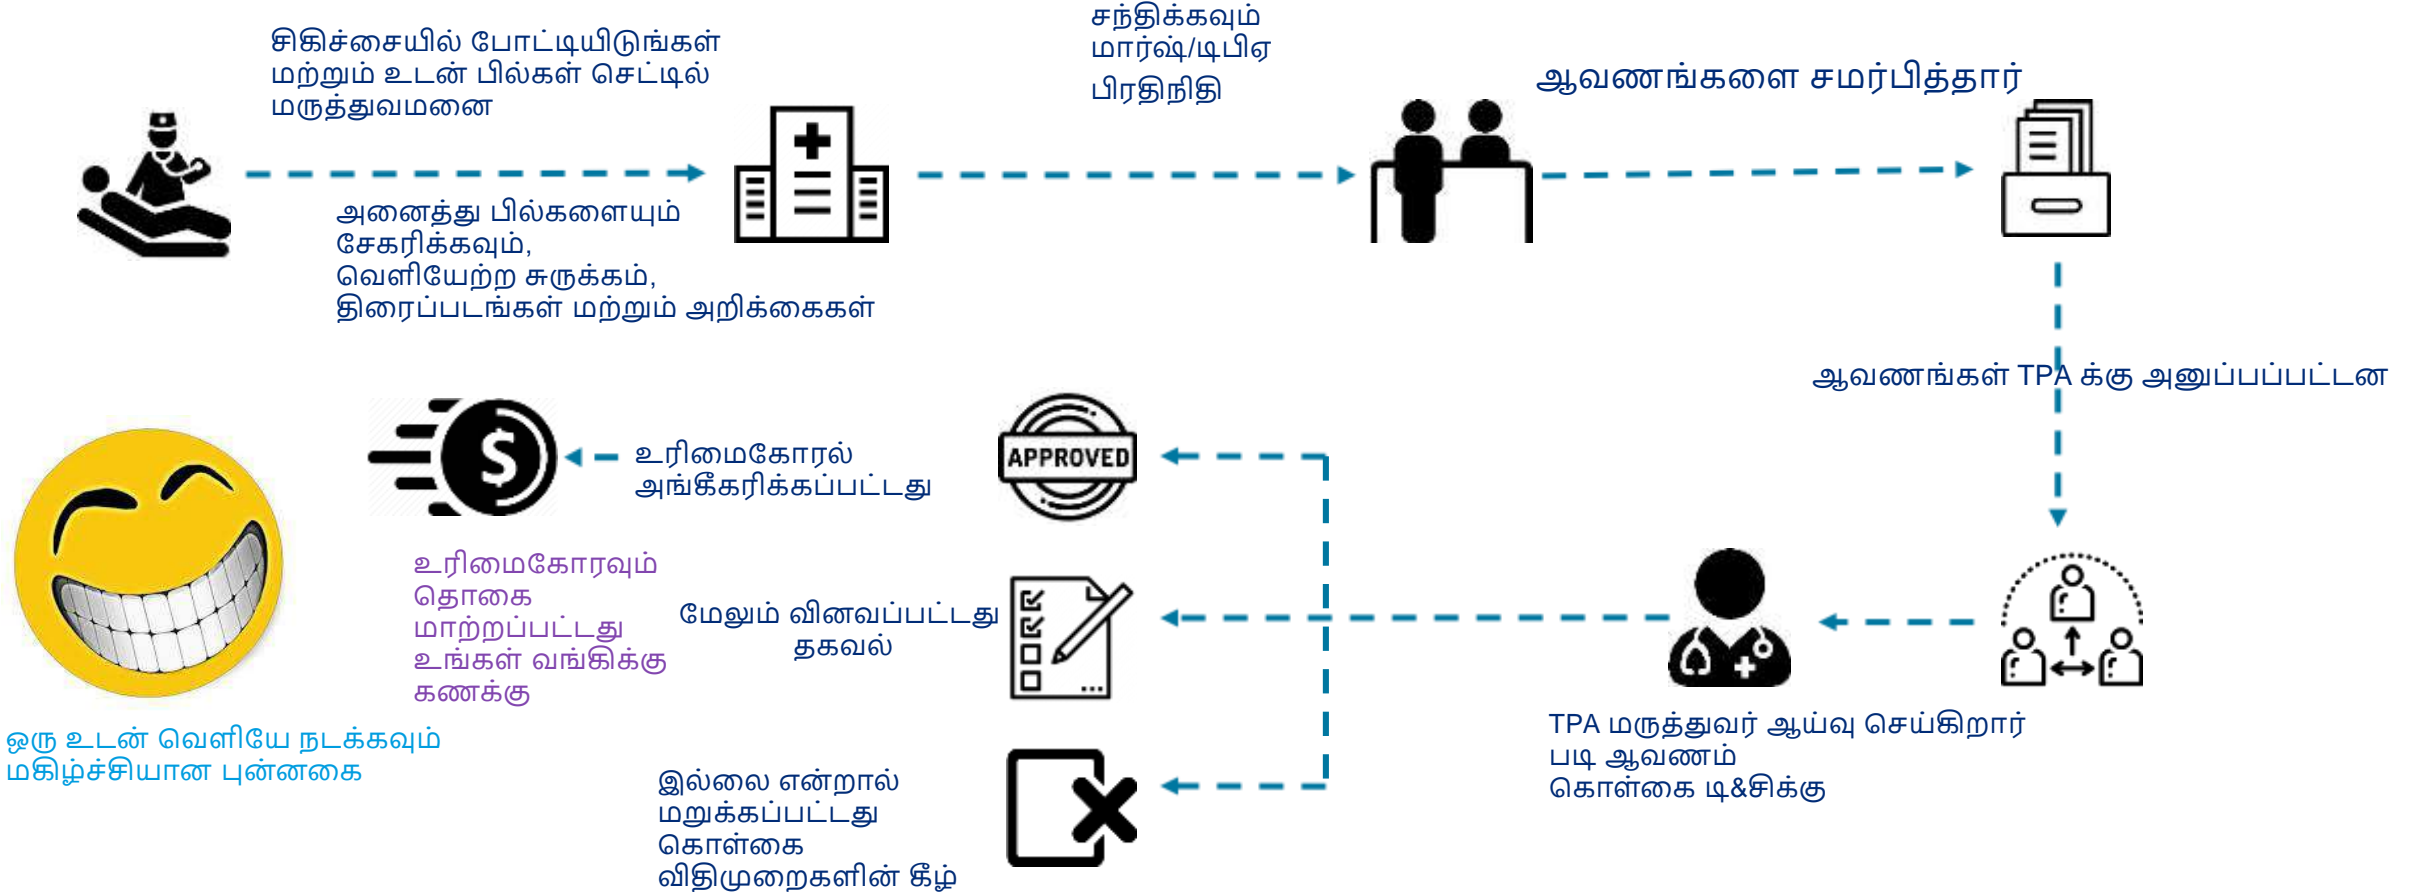 சிகிச்சையில் போட்டியிடுங்கள்
மற்றும் உடன் பில்கள் செட்டில்
மருத்துவமனை
அனைத்து பில்களையும்
சேகரிக்கவும்,
வெளியேற்ற சுருக்கம்,
திரைப்படங்கள் மற்றும் அறிக்கைகள்
சந்திக்கவும்
மார்ஷ்/டிபிஏ
பிரதிநிதி
ஆவணங்களை சமர்பித்தார்
ஆவணங்கள் TPA க்கு அனுப்பப்பட்டன
TPA மருத்துவர் ஆய்வு செய்கிறார்
படி ஆவணம்
கொள்கை டி&சிக்கு
APPROVED
உரிமைகோரல்
அங்கீகரிக்கப்பட்டது
$
மேலும் வினவப்பட்டது
தகவல்
இல்லை என்றால்
மறுக்கப்பட்டது
கொள்கை
விதிமுறைகளின் கீழ்
உரிமைகோரவும்
தொகை
மாற்றப்பட்டது
உங்கள் வங்கிக்கு
கணக்கு
ஒரு உடன் வெளியே நடக்கவும்
மகிழ்ச்சியான புன்னகை